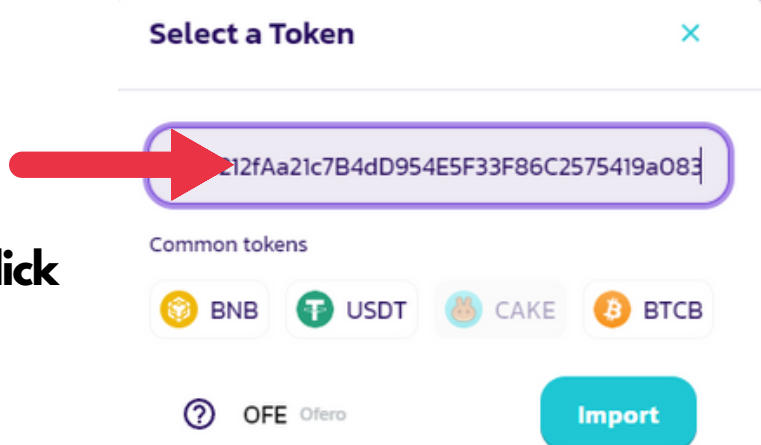 Select a Token
212fAa21c7B4dD954E5F33F86C2575419a083
lick
Common tokens
BNB USDT CAKE BTCB
OFE Ofero Import